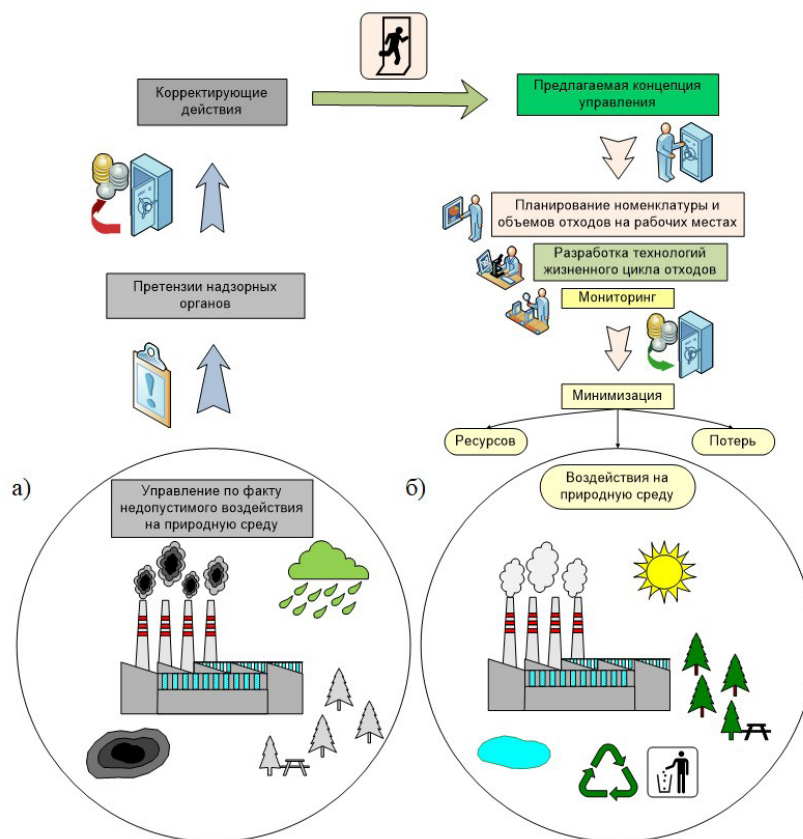 Корректирующие
действия
Предлагаемая концепция
управления
Планирование номенклатуры и
объемов отходов на рабочих местах
Разработка технологий
жизненного цикла отходов
Мониторинг
Претензии надзорных
органов
Минимизация
Ресурсов
Потерь
а)
Управление по факту
недопустимого воздействия
на природную среду
б)
Воздействия на
природную среду